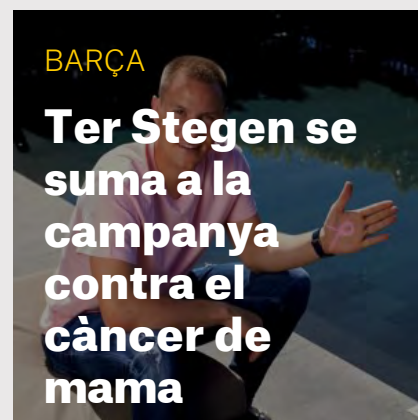 BARÇA
Ter Stegen se
suma a la
campanya
contra el
càncer de
mama